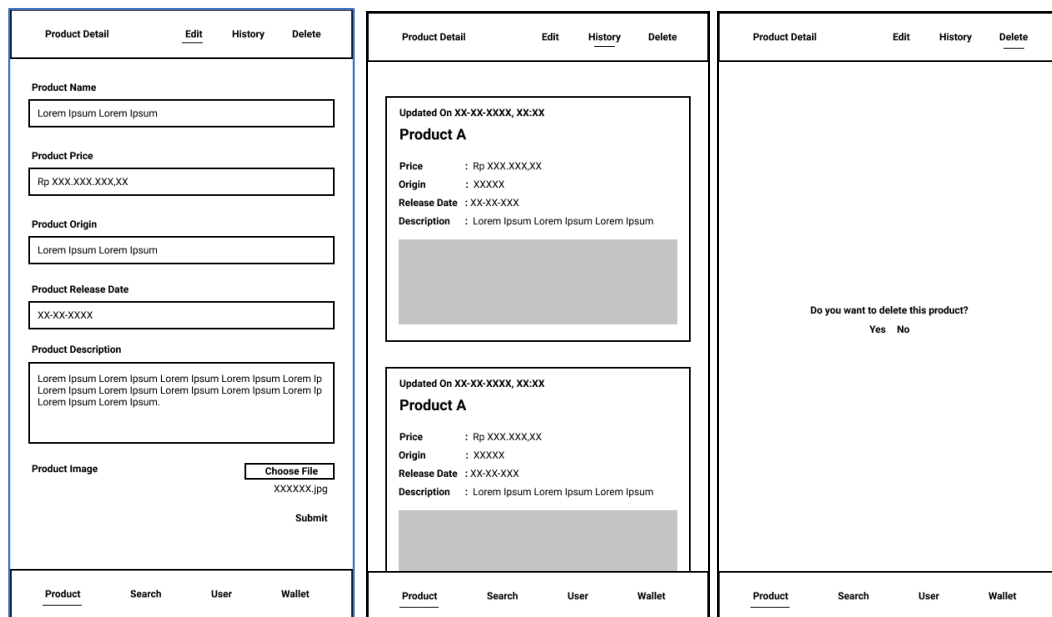 Product Detail Edit History Delete
Product Name
Lorem Ipsum Lorem Ipsum
Product Price
Rp XXX.XXX.XXX,XX
Product Origin
Lorem Ipsum Lorem Ipsum
Product Release Date
XX-XX-XXXX
Product Description
Lorem Ipsum Lorem Ipsum Lorem Ipsum Lorem Ipsum Lorem Ip
Lorem Ipsum Lorem Ipsum Lorem Ipsum Lorem Ipsum Lorem Ip
Lorem Ipsum Lorem Ipsum.
Product Image
Choose File
XXXXXX.jpg
Submit
Product Search User Wallet
Product Detail Edit History Delete
Updated On XX-XX-XXXX, XX:XX
Product A
Price : Rp XXX.XXX,XX
Origin : XXXXX
Release Date : XX-XX-XXX
Description : Lorem Ipsum Lorem Ipsum Lorem Ipsum
Updated On XX-XX-XXXX, XX:XX
Product A
Price : Rp XXX.XXX,XX
Origin : XXXXX
Release Date : XX-XX-XXX
Description : Lorem Ipsum Lorem Ipsum Lorem Ipsum
Product Search User Wallet
Product Detail Edit History Delete
Do you want to delete this product?
Yes No
Product Search User Wallet